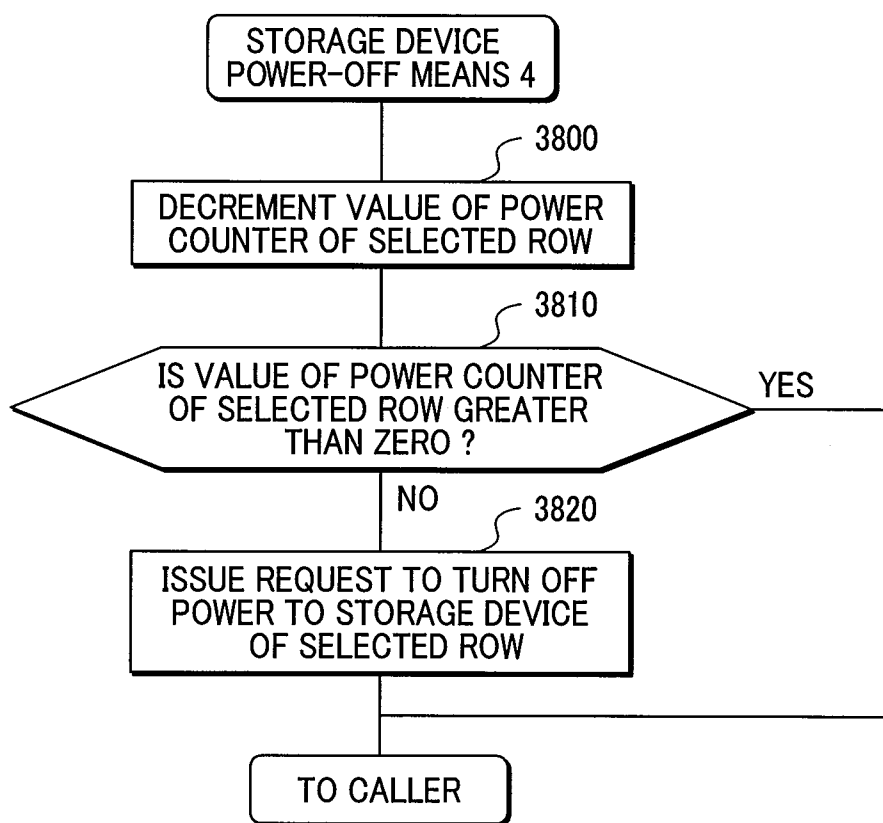 STORAGE DEVICE
POWER-OFF MEANS 4
3800
DECREMENT VALUE OF POWER
COUNTER OF SELECTED ROW
3810
IS VALUE OF POWER COUNTER
OF SELECTED ROW GREATER
THAN ZERO ?
YES
NO
3820
ISSUE REQUEST TO TURN OFF
POWER TO STORAGE DEVICE
OF SELECTED ROW
TO CALLER